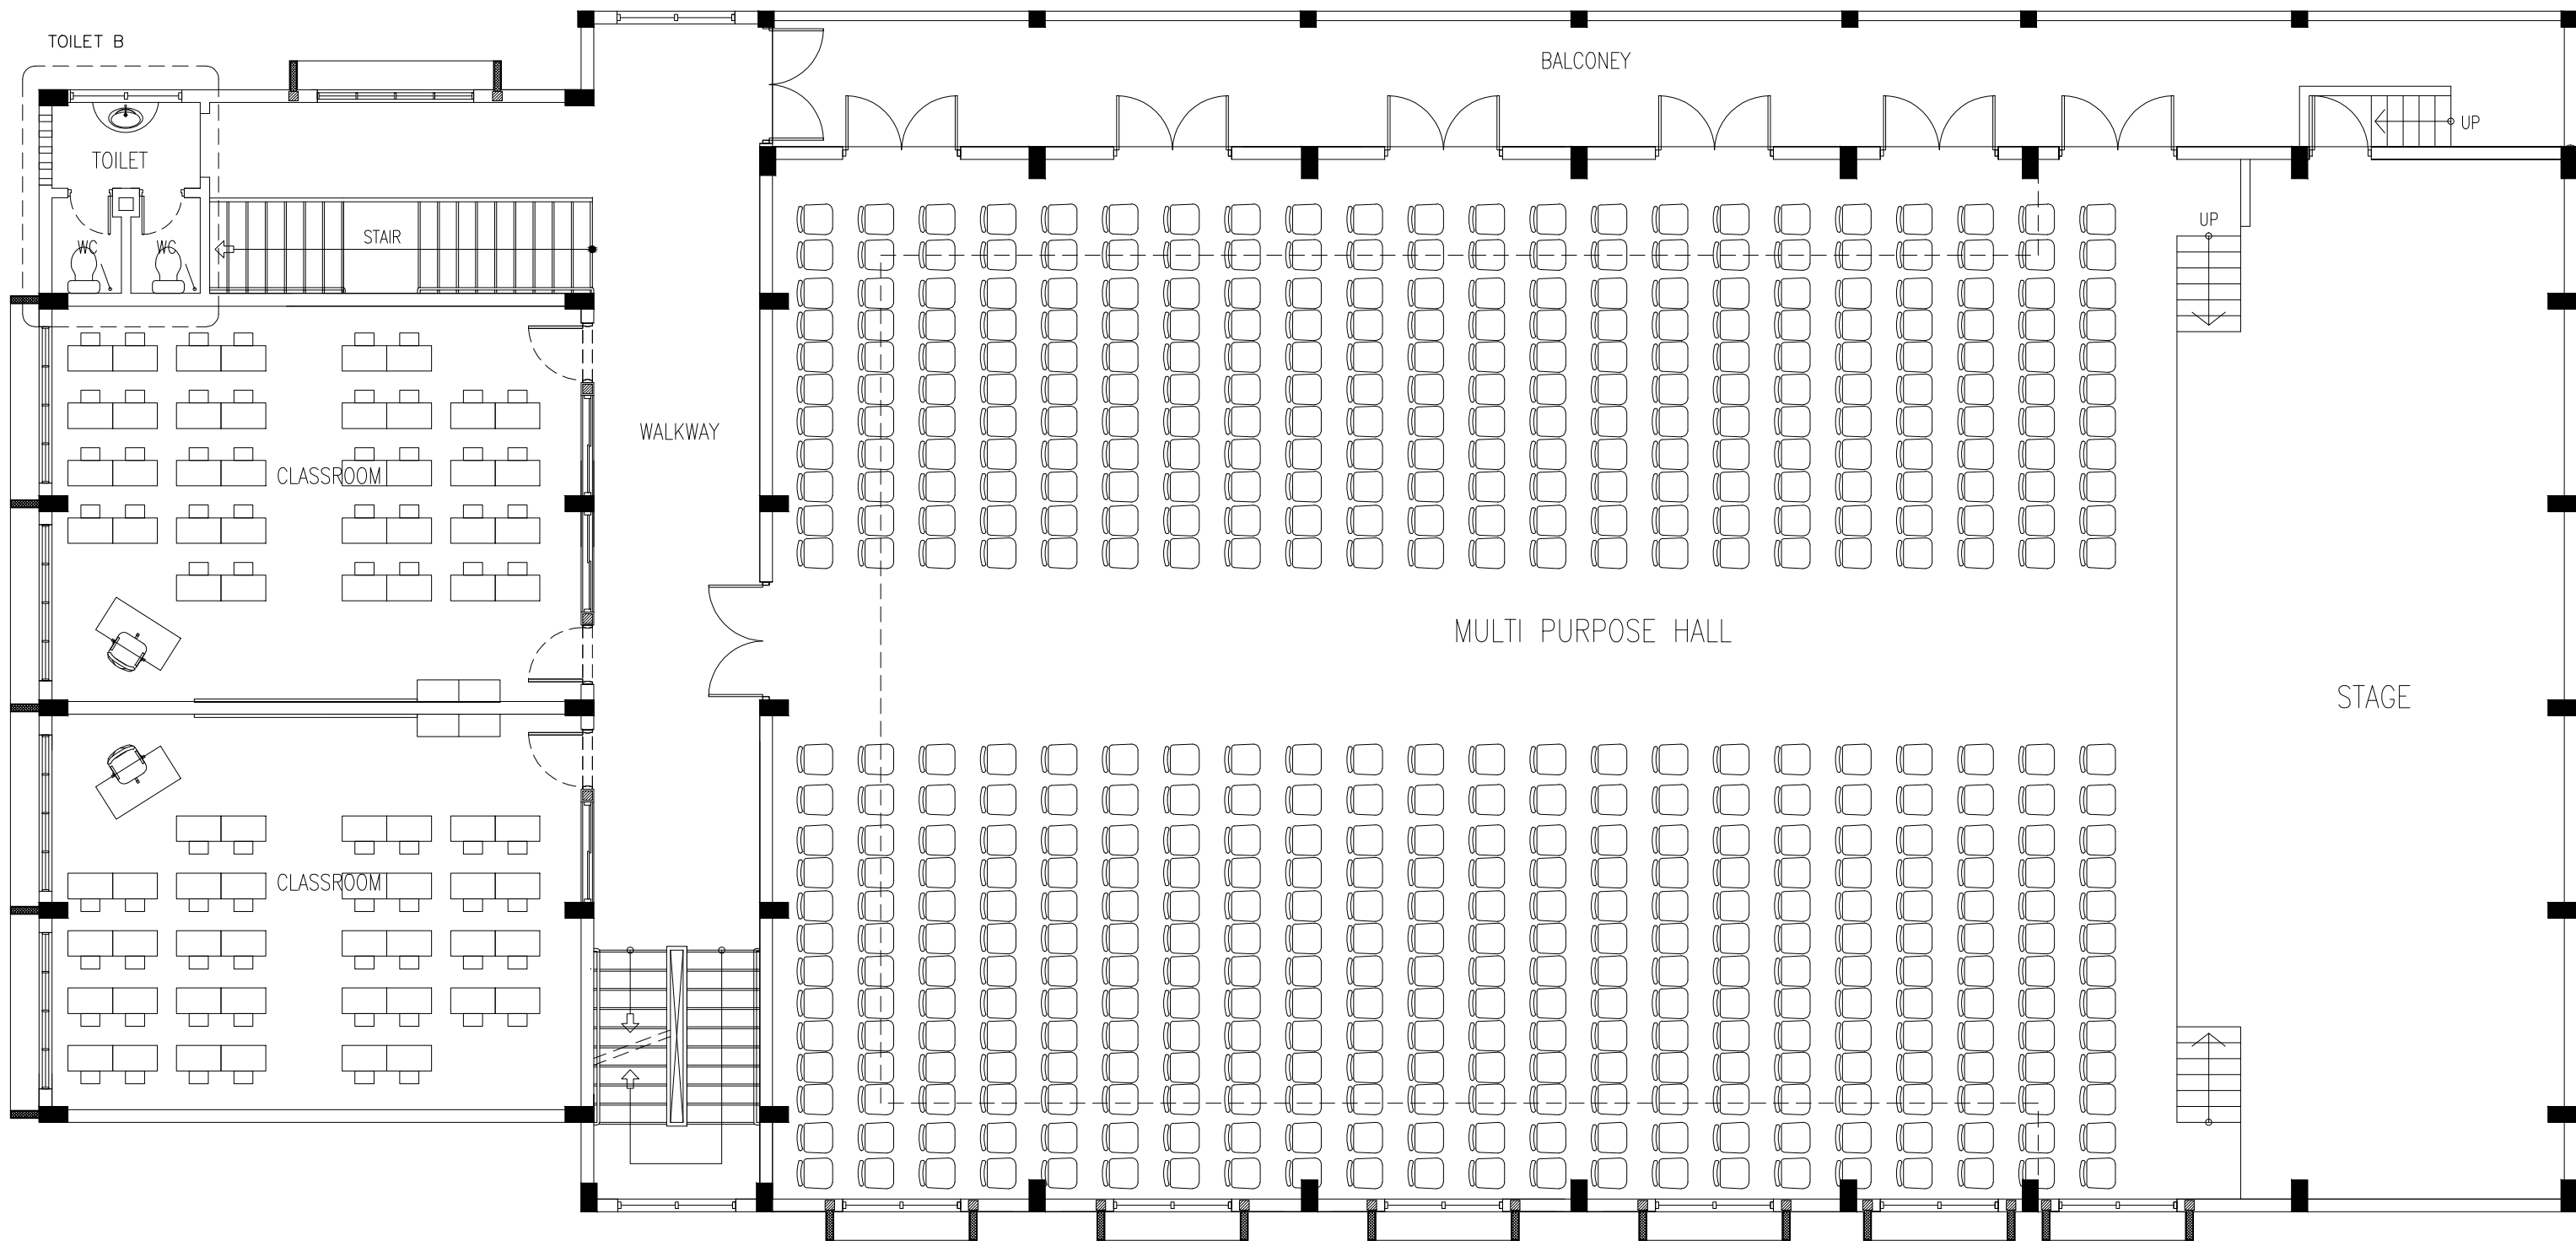 TOILET B
BALCONEY
UP
TOILET
UP
STAIR
WC
WC
WALKWAY
CLASSROOM
MULTI PURPOSE HALL
STAGE
CLASSROOM